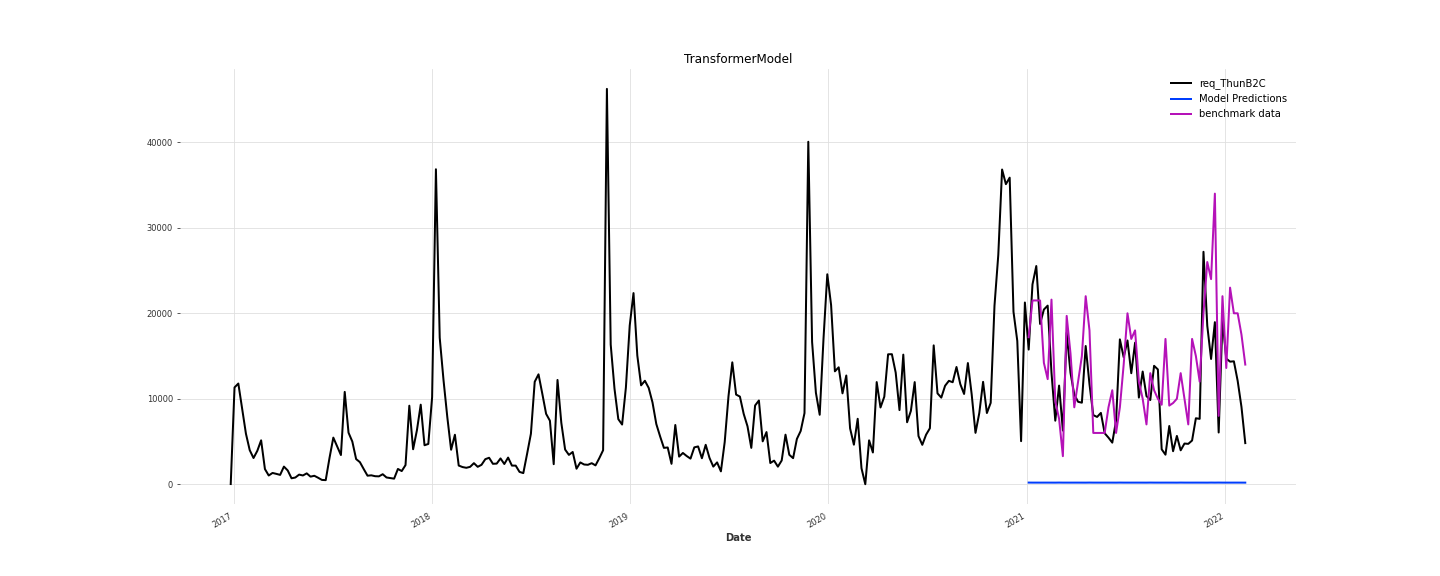 TransformerModel
req_ThunB2C
Model Predictions
benchmark data
40000
30000
20000
10000
0
2017
2018
2019
2020
2021
2022
Date